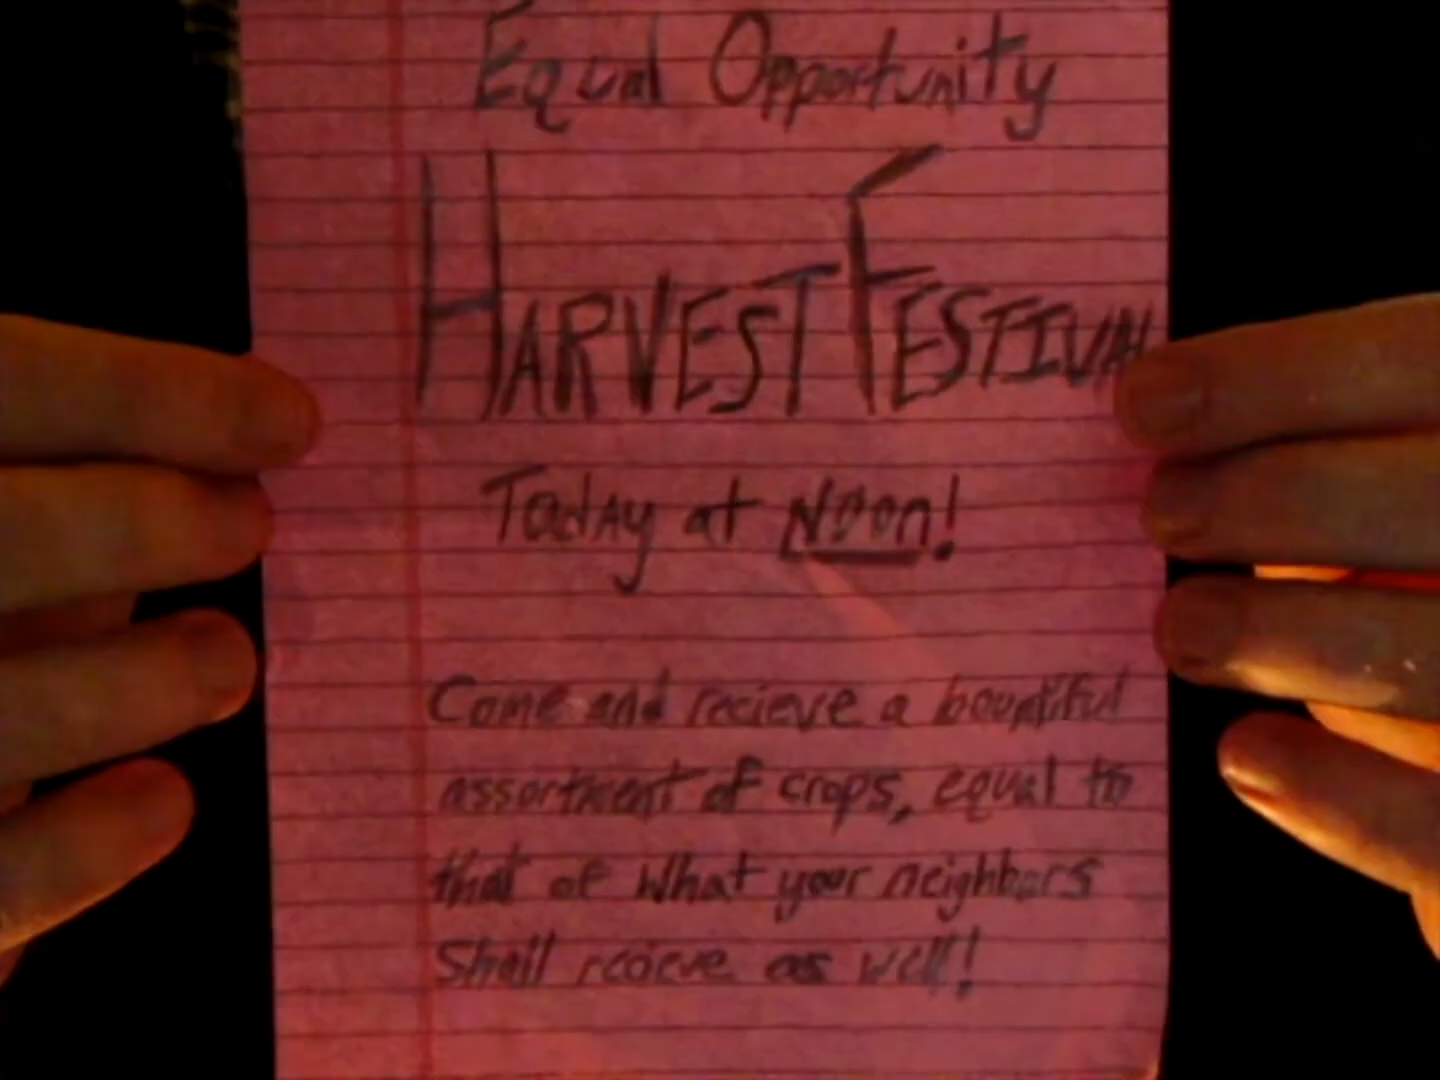 Equal Opportunity
HARVEST FESTIVAL
Today at Noon!
Come and recieve a bountiful
assortment of crops, equal to
that of what your neighbors
Shall recieve as well!